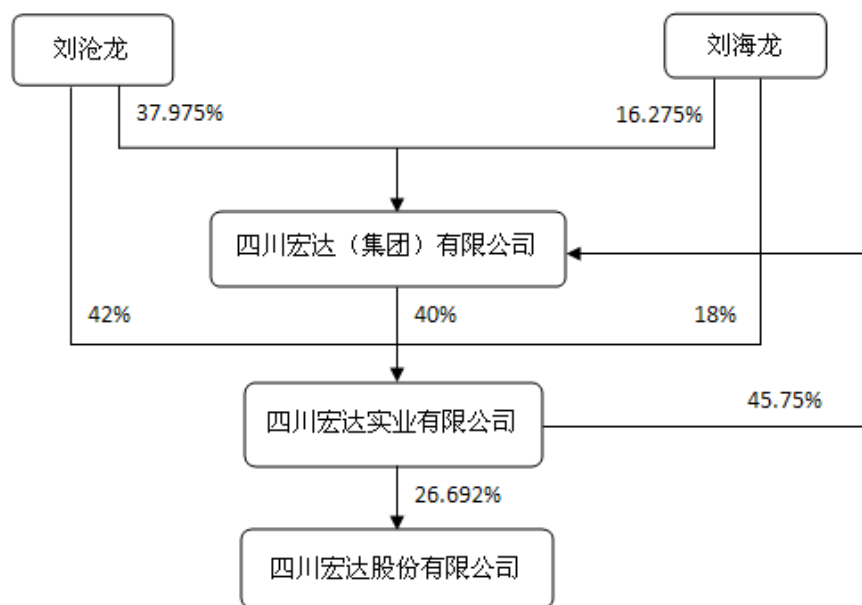 刘沧龙
刘海龙
37.975%
16.275%
四川宏达（集团）有限公司
42%
40%
18%
四川宏达实业有限公司
45.75%
26.692%
四川宏达股份有限公司